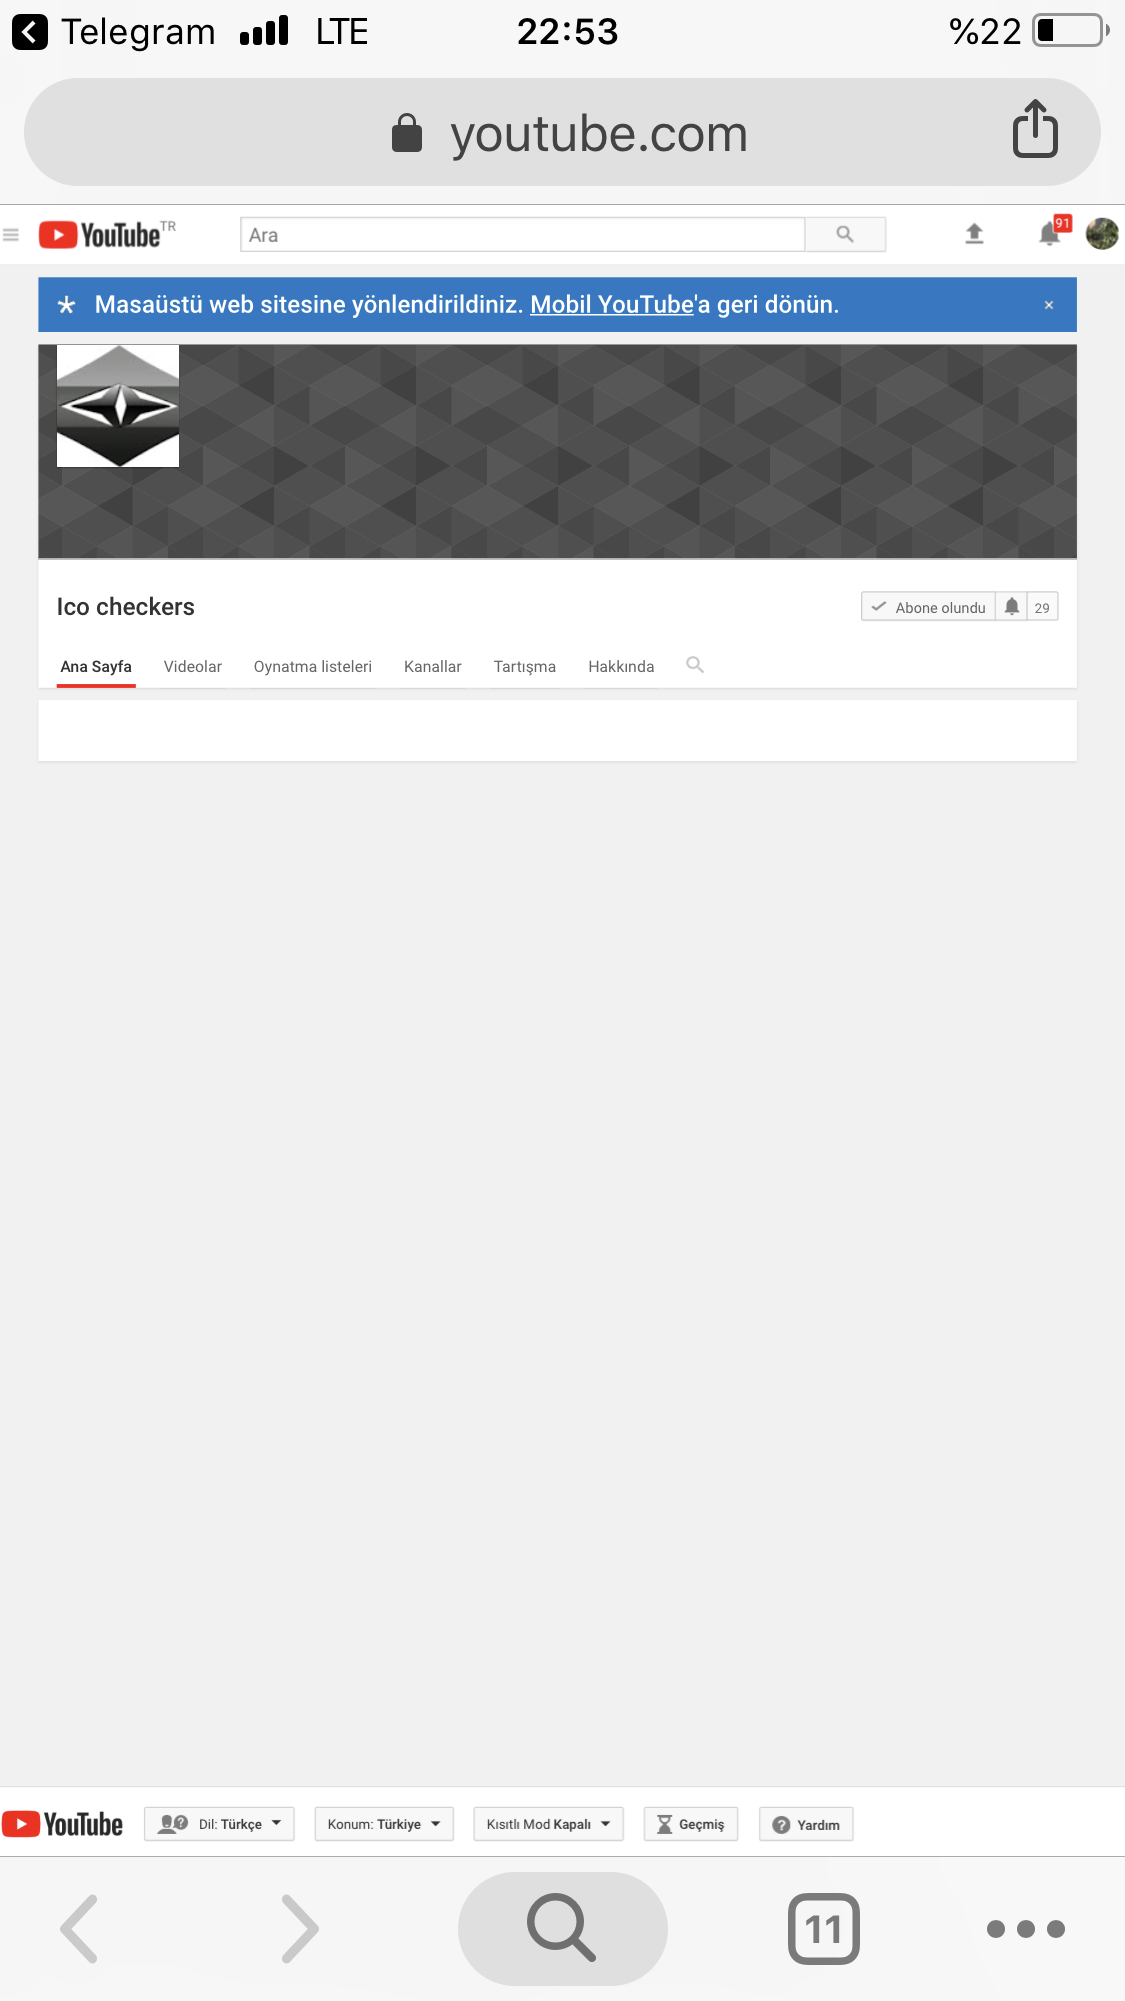 Telegram LTE 22:53 %22
youtube.com
YouTube TR Ara 91
Masaüstü web sitesine yönlendirildiniz. Mobil YouTube'a geri dönün. ×
Ico checkers Abone olundu 29
Ana Sayfa Videolar Oynatma listeleri Kanallar Tartışma Hakkında
YouTube Dil: Türkçe Konum: Türkiye Kısıtlı Mod Kapalı Geçmiş Yardım
11